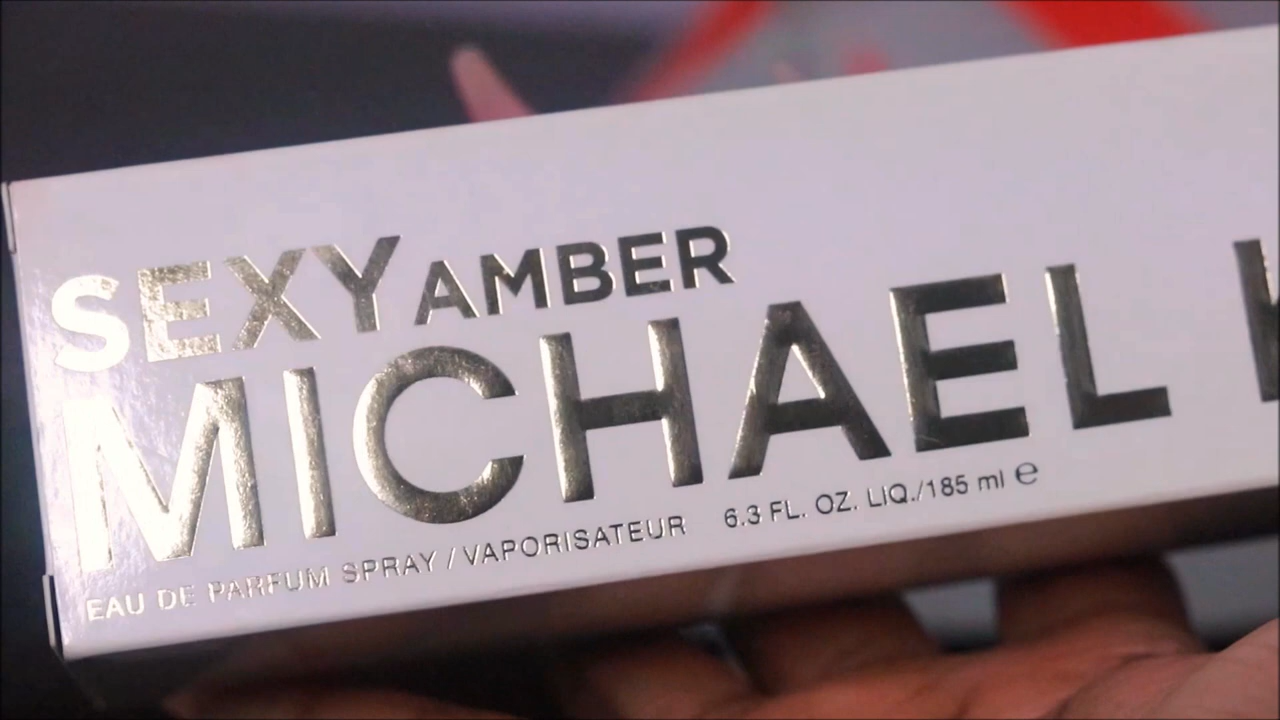 SEXY AMBER
MICHAEL K
EAU DE PARFUM SPRAY / VAPORISATEUR 6.3 FL. OZ. LIQ./185 ml ℮